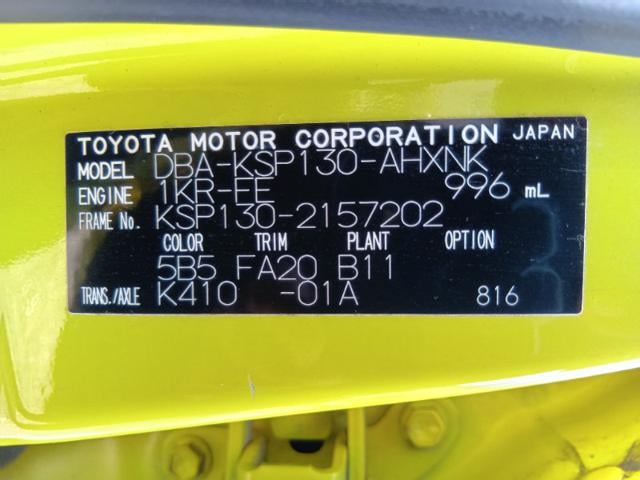 TOYOTA MOTOR CORPORATION JAPAN
MODEL DBA-KSP130-AHXNK
ENGINE 1KR-EE 996 mL
FRAME No. KSP130-2157202
COLOR TRIM PLANT OPTION
5B5 FA20 B11
TRANS./AXLE K410 -01A 816